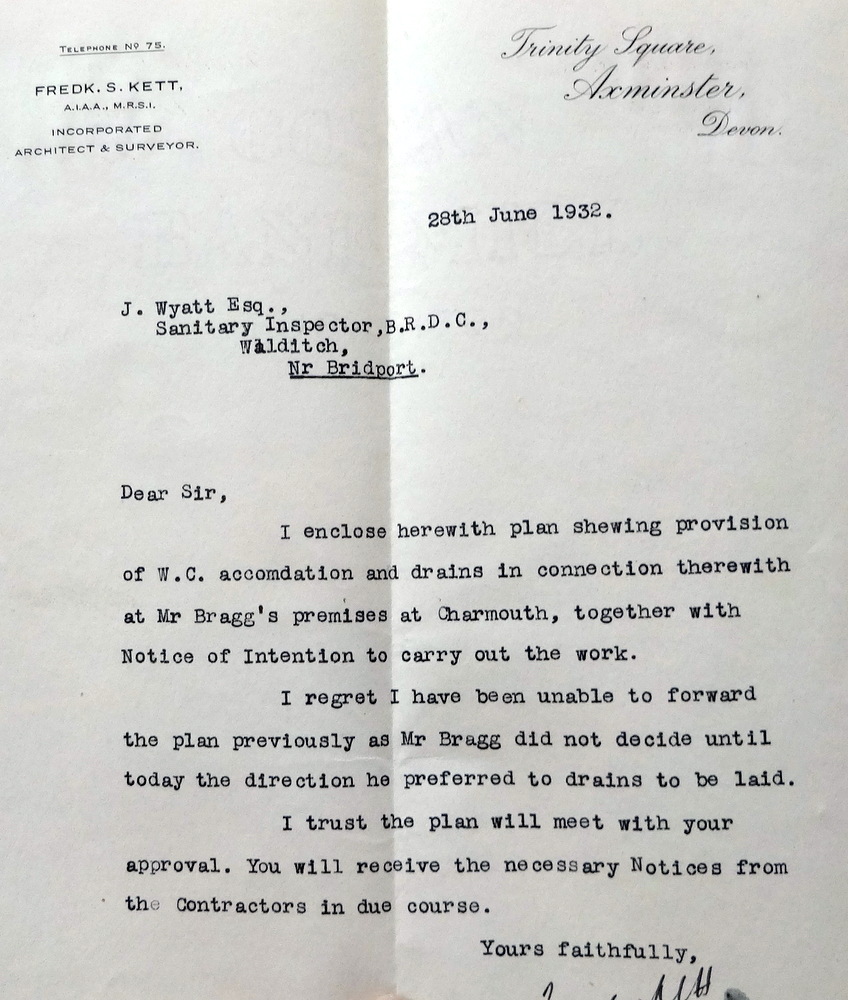 TELEPHONE Nº 75.
FREDK. S. KETT,
A.I.A.A., M.R.S.I.
INCORPORATED
ARCHITECT & SURVEYOR.
Trinity Square,
Axminster,
Devon.
28th June 1932.
J. Wyatt Esq.,
Sanitary Inspector,B.R.D.C.,
Walditch,
Nr Bridport.
Dear Sir,
I enclose herewith plan shewing provision
of W.C. accomdation and drains in connection therewith
at Mr Bragg's premises at Charmouth, together with
Notice of Intention to carry out the work.
I regret I have been unable to forward
the plan previously as Mr Bragg did not decide until
today the direction he preferred to drains to be laid.
I trust the plan will meet with your
approval. You will receive the necessary Notices from
the Contractors in due course.
Yours faithfully,